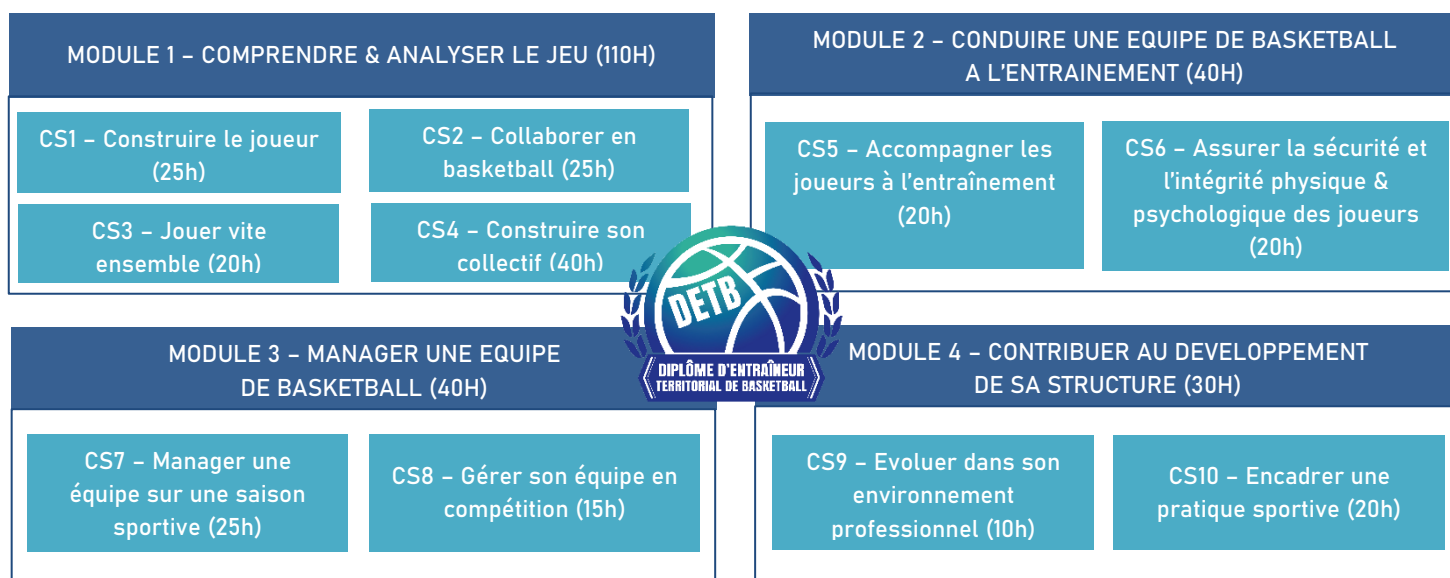 MODULE 1 – COMPRENDRE & ANALYSER LE JEU (110H)
CS1 – Construire le joueur
(25h)
CS2 – Collaborer en
basketball (25h)
CS3 – Jouer vite
ensemble (20h)
CS4 – Construire son
collectif (40h)
MODULE 2 – CONDUIRE UNE EQUIPE DE BASKETBALL
A L’ENTRAINEMENT (40H)
CS5 – Accompagner les
joueurs à l’entraînement
(20h)
CS6 – Assurer la sécurité et
l’intégrité physique &
psychologique des joueurs
(20h)
DETB
DIPLÔME D’ENTRAÎNEUR
TERRITORIAL DE BASKETBALL
MODULE 3 – MANAGER UNE EQUIPE
DE BASKETBALL (40H)
CS7 – Manager une
équipe sur une saison
sportive (25h)
CS8 – Gérer son équipe en
compétition (15h)
MODULE 4 – CONTRIBUER AU DEVELOPPEMENT
DE SA STRUCTURE (30H)
CS9 – Evoluer dans son
environnement
professionnel (10h)
CS10 – Encadrer une
pratique sportive (20h)